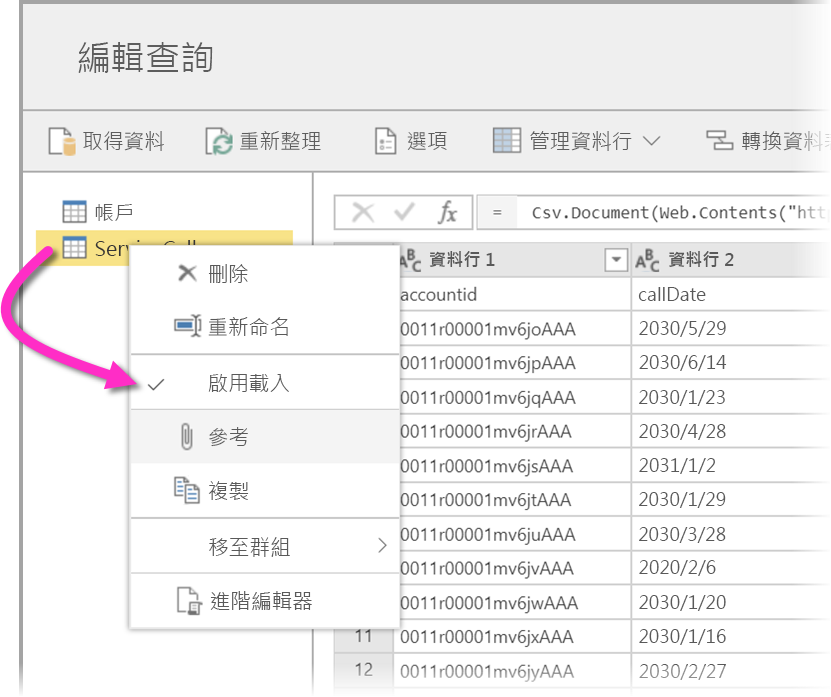 編輯查詢
取得資料 重新整理 選項 管理資料行 轉換資料
帳戶
= Csv.Document(Web.Contents("htt
刪除
重新命名
啟用載入
參考
複製
移至群組
進階編輯器
ABC 資料行 1 ABC 資料行 2
accountid callDate
0011r00001mv6joAAA 2030/5/29
0011r00001mv6jpAAA 2030/6/14
0011r00001mv6jqAAA 2030/1/23
0011r00001mv6jrAAA 2030/4/28
0011r00001mv6jsAAA 2031/1/2
0011r00001mv6jtAAA 2030/1/29
0011r00001mv6juAAA 2030/3/28
0011r00001mv6jvAAA 2020/2/6
0011r00001mv6jwAAA 2030/1/20
11 0011r00001mv6jxAAA 2030/1/16
12 0011r00001mv6jyAAA 2030/2/27